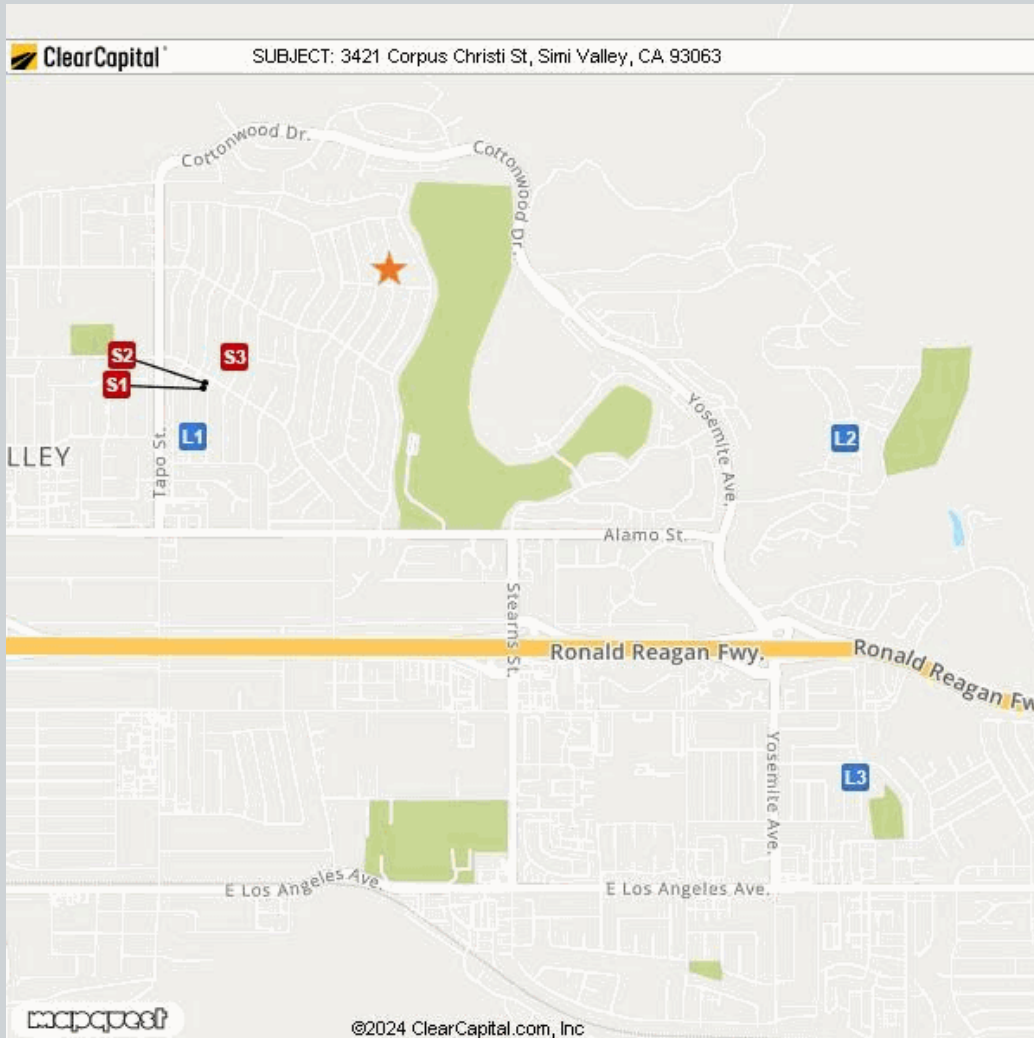 ClearCapital SUBJECT: 3421 Corpus Christi St, Simi Valley, CA 93063
Cottonwood Dr.
Cottonwood Dr.
S2
S3
S1
L1
L2
LLEY
Tapo St.
Yosemite Ave.
Alamo St.
Stearns St.
Ronald Reagan Fwy.
Ronald Reagan Fw
L3
Yosemite Ave.
E Los Angeles Ave.
E Los Angeles Ave.
mapquest
©2024 ClearCapital.com, Inc